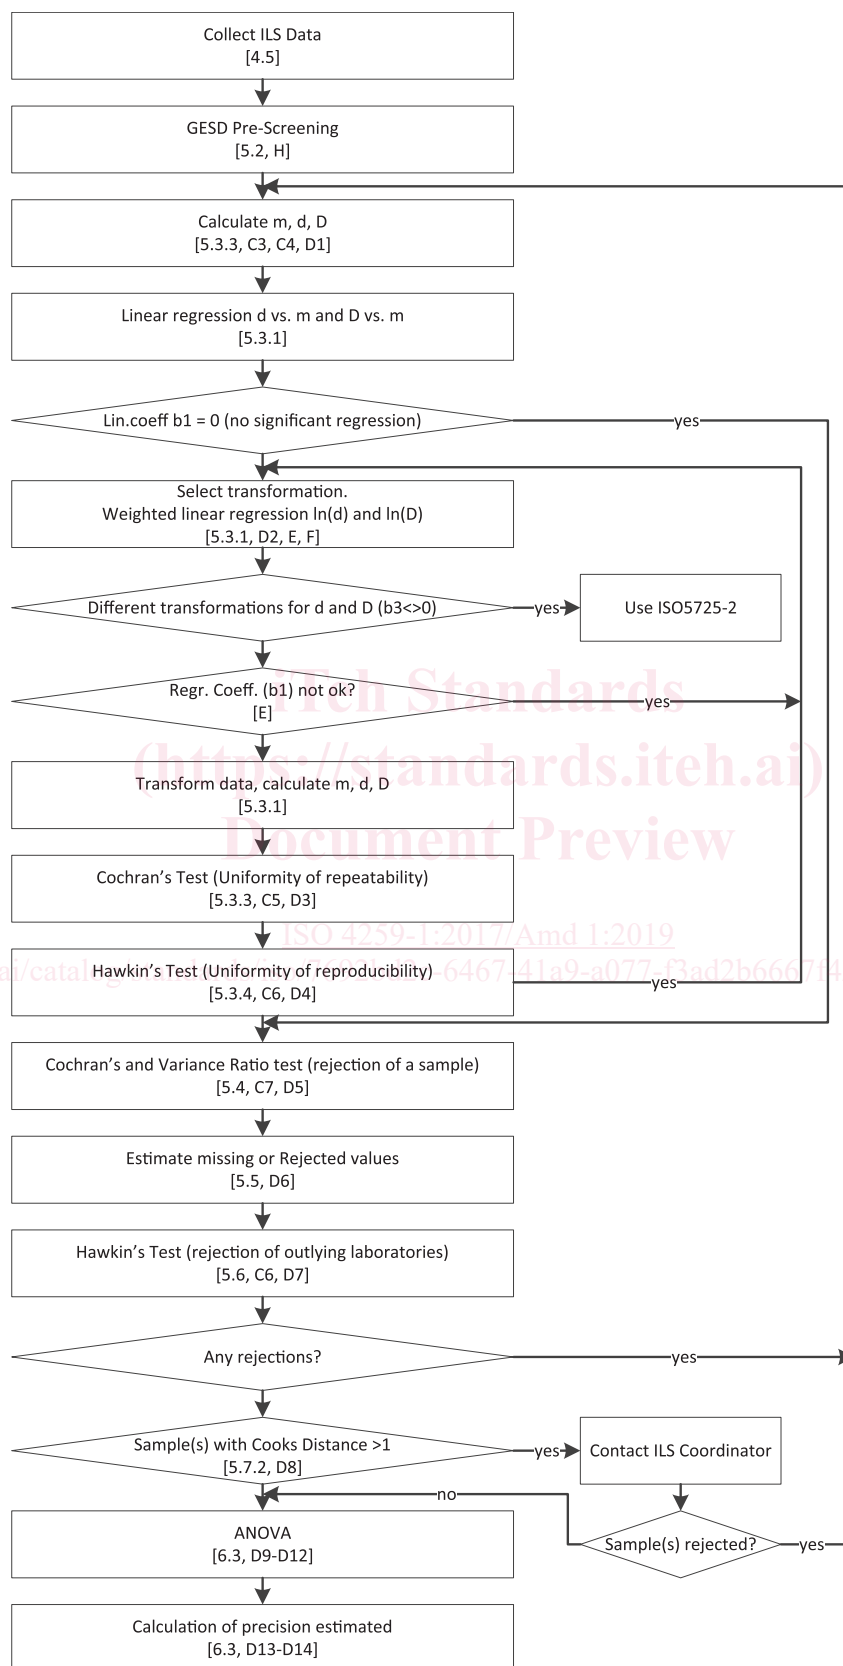 Collect ILS Data
[4.5]
GESD Pre-Screening
[5.2, H]
Calculate m, d, D
[5.3.3, C3, C4, D1]
Linear regression d vs. m and D vs. m
[5.3.1]
Lin.coeff b1 = 0 (no significant regression)
yes
Select transformation.
Weighted linear regression ln(d) and ln(D)
[5.3.1, D2, E, F]
Different transformations for d and D (b3<>0)
yes
Use ISO5725-2
Regr. Coeff. (b1) not ok?
[E]
yes
iTeh Standards
(https://standards.iteh.ai)
Document Preview
Transform data, calculate m, d, D
[5.3.1]
Cochran's Test (Uniformity of repeatability)
[5.3.3, C5, D3]
ISO 4259-1:2017/Amd 1:2019
Hawkin's Test (Uniformity of reproducibility)
[5.3.4, C6, D4]
yes
-6467-41a9-a077-f3ad2b6667f4
Cochran's and Variance Ratio test (rejection of a sample)
[5.4, C7, D5]
Estimate missing or Rejected values
[5.5, D6]
Hawkin's Test (rejection of outlying laboratories)
[5.6, C6, D7]
Any rejections?
yes
Sample(s) with Cooks Distance >1
[5.7.2, D8]
yes
Contact ILS Coordinator
no
ANOVA
[6.3, D9-D12]
Sample(s) rejected?
yes
Calculation of precision estimated
[6.3, D13-D14]